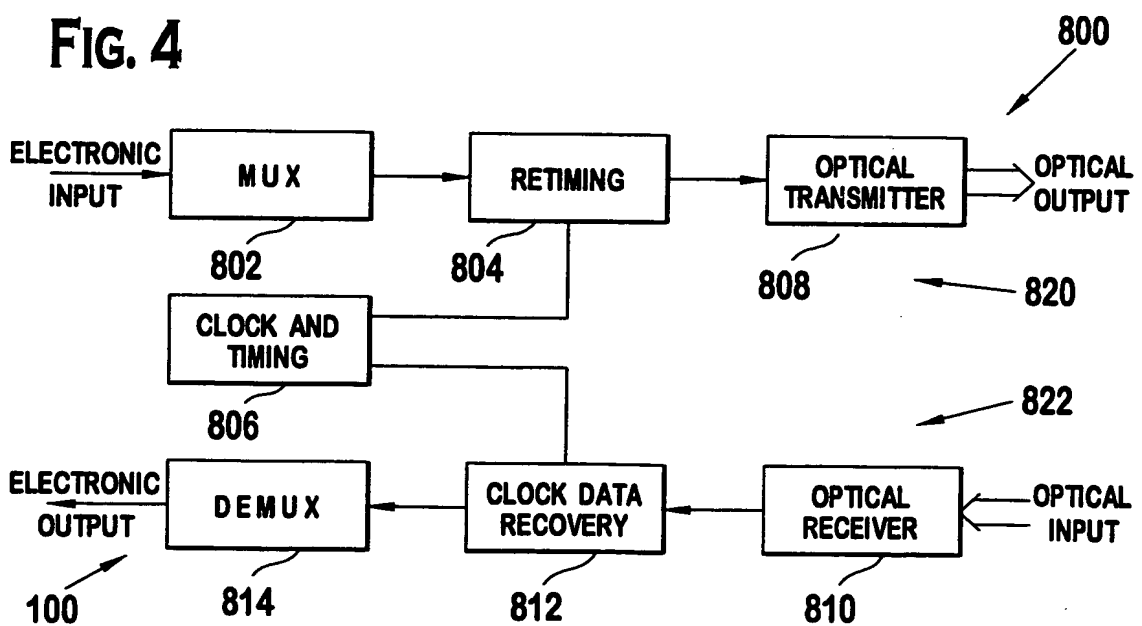 FIG. 4
800
ELECTRONIC
INPUT
MUX
802
RETIMING
804
OPTICAL
TRANSMITTER
808
OPTICAL
OUTPUT
820
CLOCK AND
TIMING
806
822
ELECTRONIC
OUTPUT
DEMUX
814
CLOCK DATA
RECOVERY
812
OPTICAL
RECEIVER
810
OPTICAL
INPUT
100